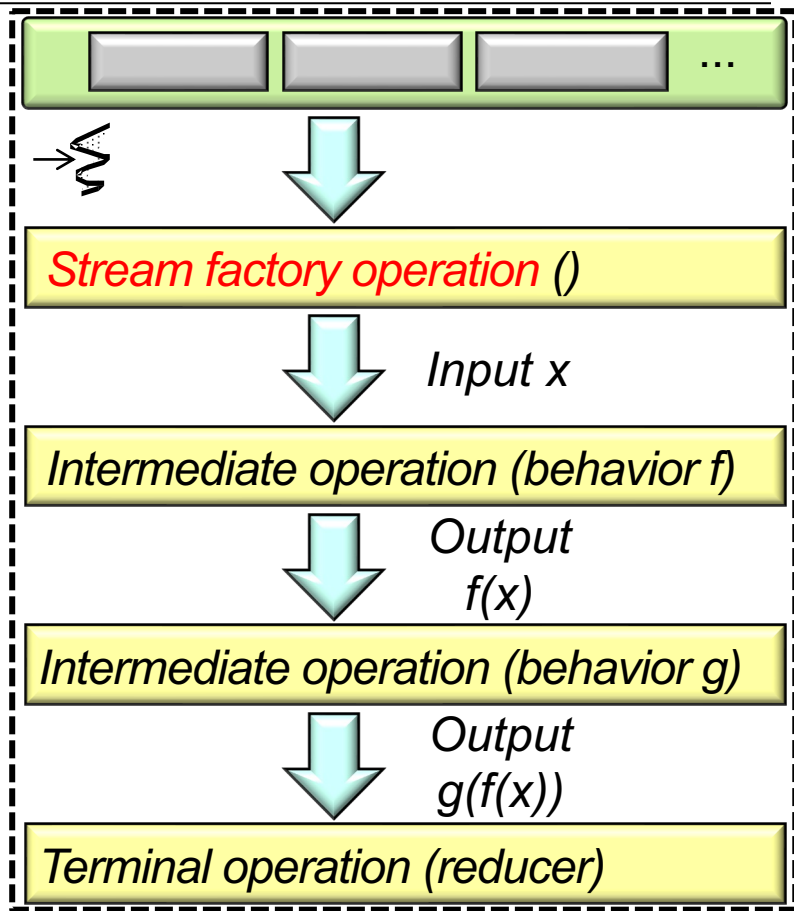 ...
Stream factory operation ()
Input x
Intermediate operation (behavior f)
Output
f(x)
Intermediate operation (behavior g)
Output
g(f(x))
Terminal operation (reducer)